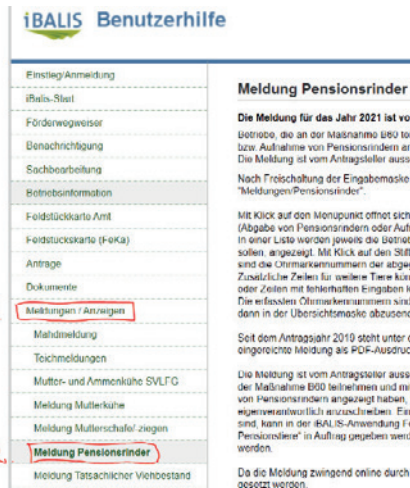 iBALIS Benutzerhilfe
Einstieg/Anmeldung
iBalis-Start
Förderwegweiser
Benachrichtigung
Sachbearbeitung
Betriebsinformation
Feldstückkarte Amt
Feldstückskarte (FeKa)
Anträge
Dokumente
Meldungen / Anzeigen
Mahdmeldung
Teichmeldungen
Mutter- und Ammenkühe SVLFG
Meldung Mutterkühe
Meldung Mutterschafe/-ziegen
Meldung Pensionsrinder
Meldung Tatsächlicher Viehbestand
Meldung Pensionsrinder
Die Meldung für das Jahr 2021 ist vo
Betriebe, die an der Maßnahme B60 tei
bzw. Aufnahme von Pensionsrindern an
Die Meldung ist vom Antragsteller auss
Nach Freischaltung der Eingabemaske
"Meldungen/Pensionsrinder".
Mit Klick auf den Menüpunkt öffnet sich
(Abgabe von Pensionsrindern oder Auf
In einer Liste werden jeweils die Betrieb
sollen, angezeigt. Mit Klick auf den Stift
sind die Ohrmarkennummern der abgeg
Zusätzliche Zeilen für weitere Tiere kön
oder Zeilen mit fehlerhaften Eingaben l
Die erfassten Ohrmarkennummern sind
dann in der Übersichtsmaske abzusend
Seit dem Antragsjahr 2019 steht unter
eingereichte Meldung als PDF-Ausdruc
Die Meldung ist vom Antragsteller auss
der Maßnahme B60 teilnehmen und mi
von Pensionsrindern angezeigt haben,
eigenverantwortlich anzuschreiben. Ein
sind, kann in der iBALIS-Anwendung F
Pensionstiere" in Auftrag gegeben werd
werden.
Da die Meldung zwingend online durch
gesetzt werden.